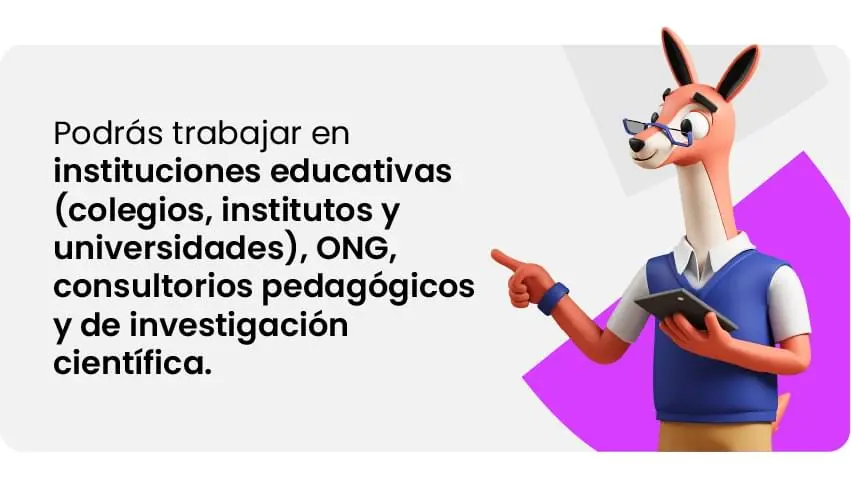 Podrás trabajar en
instituciones educativas
(colegios, institutos y
universidades), ONG,
consultorios pedagógicos
y de investigación
científica.